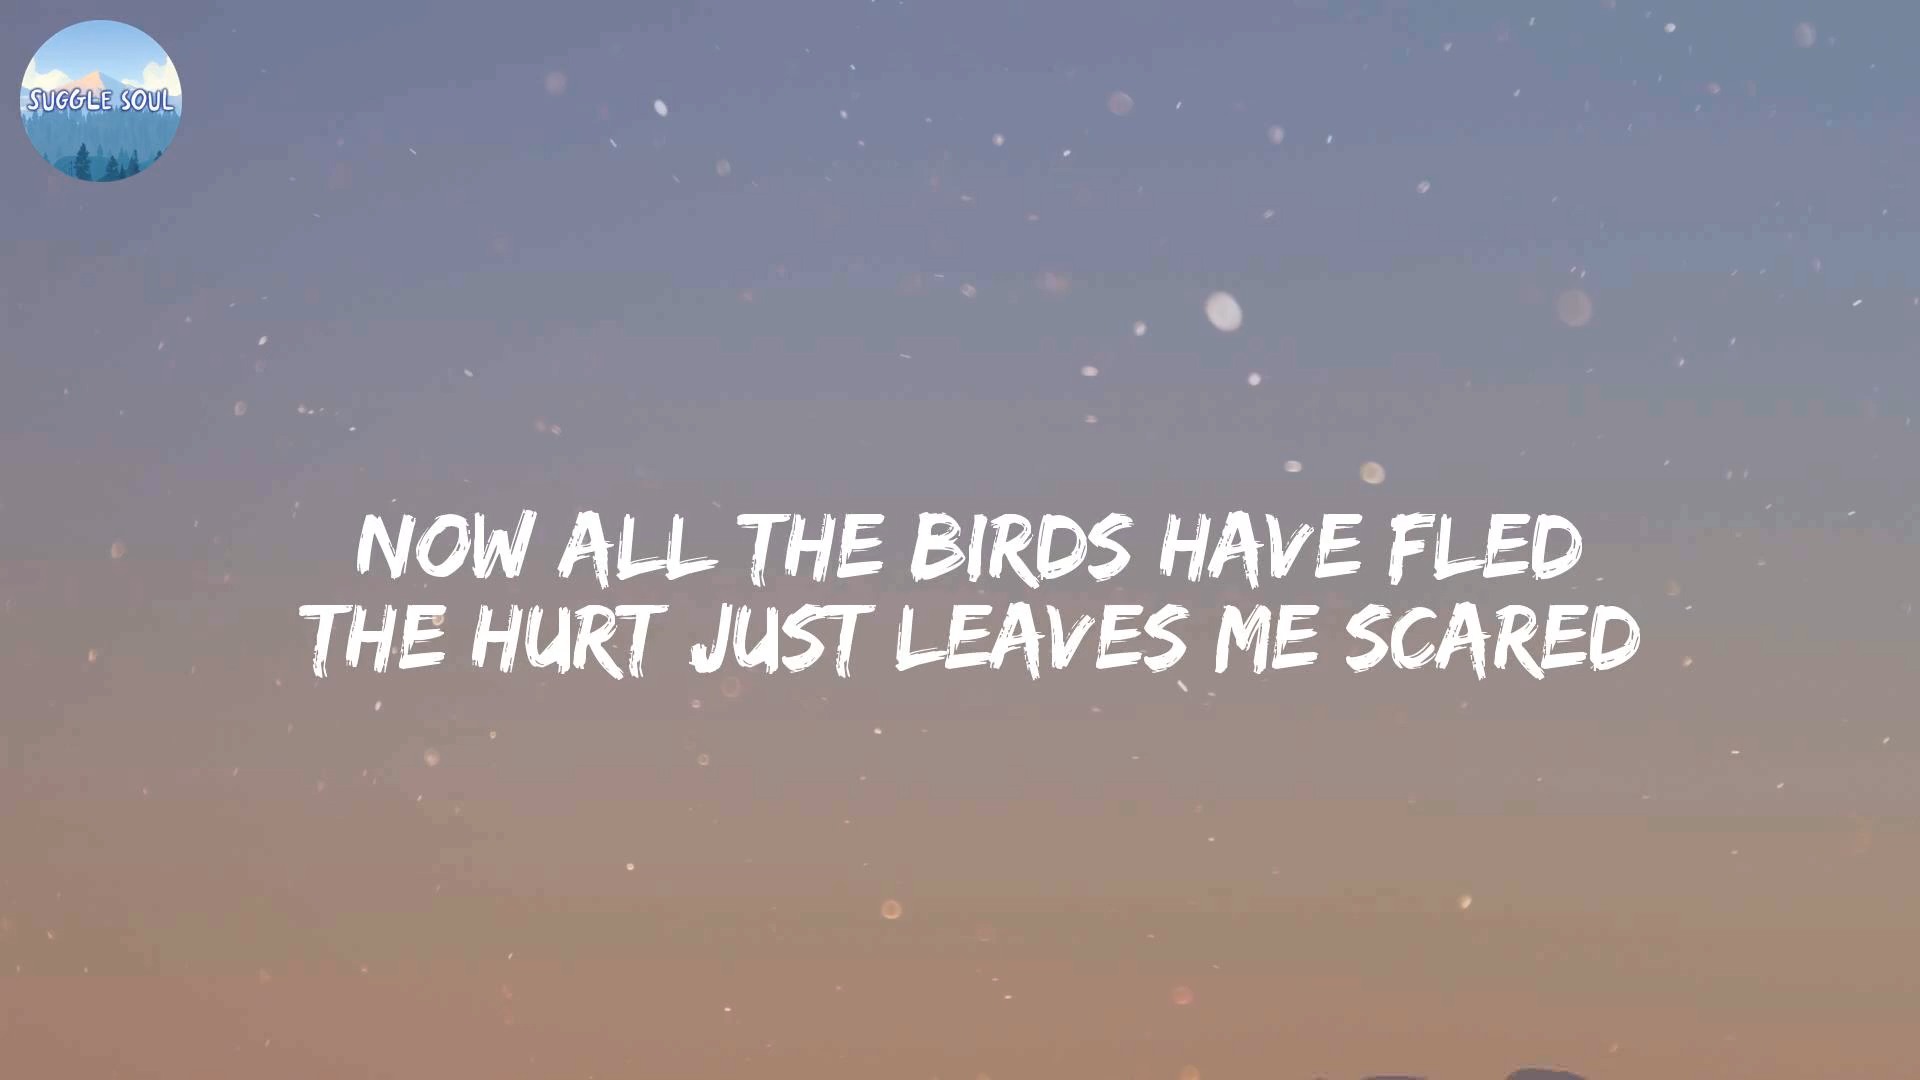 SUGGLE SOUL
NOW ALL THE BIRDS HAVE FLED
THE HURT JUST LEAVES ME SCARED